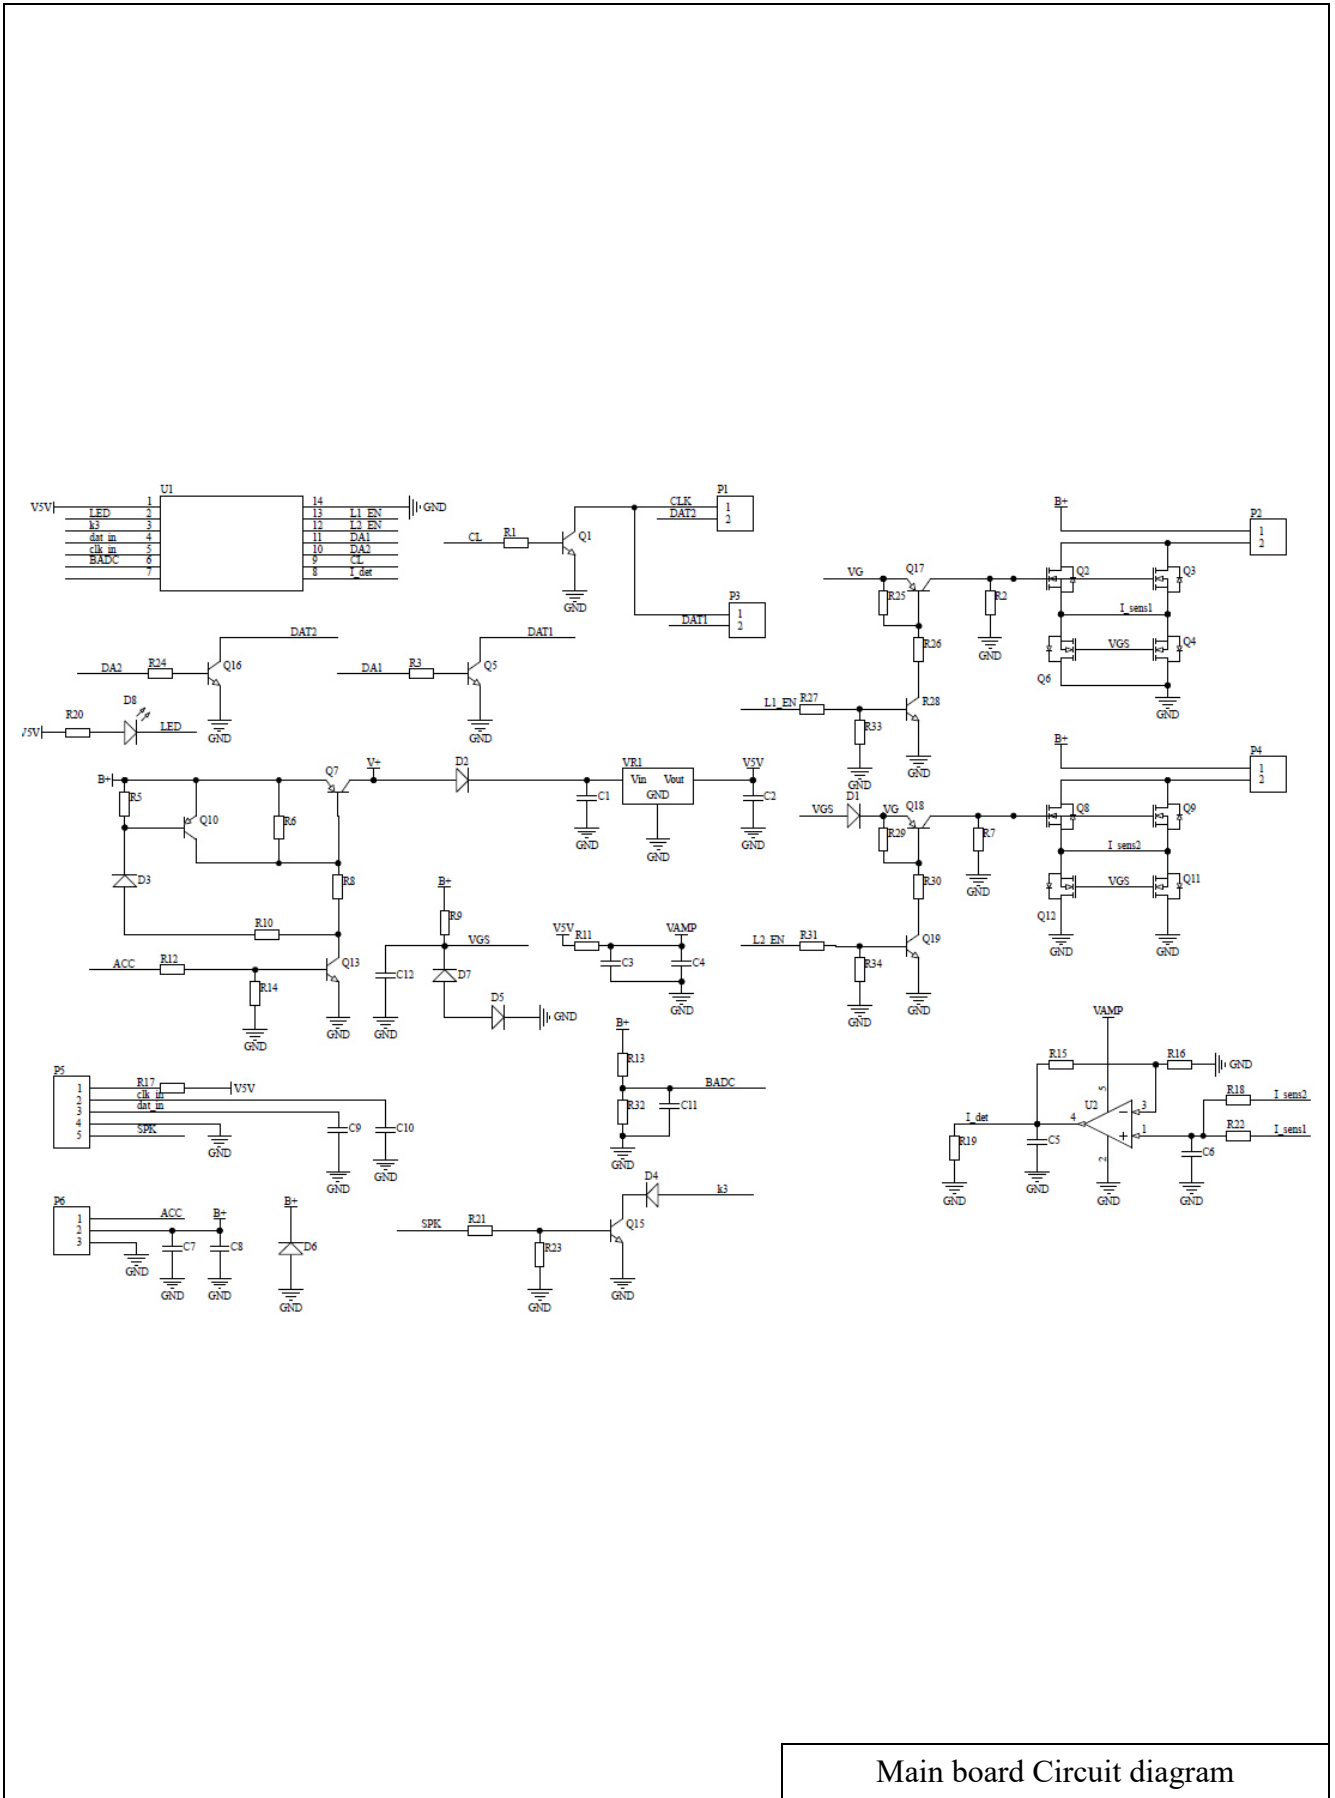 U1
V5V 1 14 GND
LED 2 13 L1_EN
k3 3 12 L2_EN
dat_in 4 11 DA1
clk_in 5 10 DA2
BADC 6 9 CL
7 8 I_det
CL R1 Q1 GND
P1
CLK 1
DAT2 2
P3
1
DAT1 2
DA2 R24 Q16 DAT2 GND
DA1 R3 Q5 DAT1 GND
R20 D8 LED
B+ R5 Q10 R6 Q7 V+ D2 C1 GND
VR1
Vin Vout
GND
GND
V5V C2 GND
D3 R8 R10
ACC R12 R14 GND Q13 GND
B+ R9 VGS C12 GND D7 D5 GND
V5V R11 VAMP C3 C4 GND
B+ R13 BADC R32 C11 GND
P5
1 R17 V5V
2 clk_in
3 dat_in
4 GND
5 SPK
C9 GND C10 GND
P6
1 ACC
2 B+
3 GND
C7 GND C8 GND
B+ D6 GND
SPK R21 R23 GND Q15 GND D4 k3
VG Q17 R25 R26 R2 GND
L1_EN R27 R33 GND R28 GND
B+ P2
1
2
Q2 Q3
I_sens1
VGS Q4
Q6 GND
VGS D1 VG Q18 R29 R30 R7 GND
L2_EN R31 R34 GND Q19 GND
B+ P4
1
2
Q8 Q9
I_sens2
VGS Q11
Q12 GND GND
VAMP
R15 R16 GND
5 U2 3 R18 I_sens2
I_det 4 1 R22 I_sens1
R19 C5 2 C6
GND GND GND GND
Main board Circuit diagram